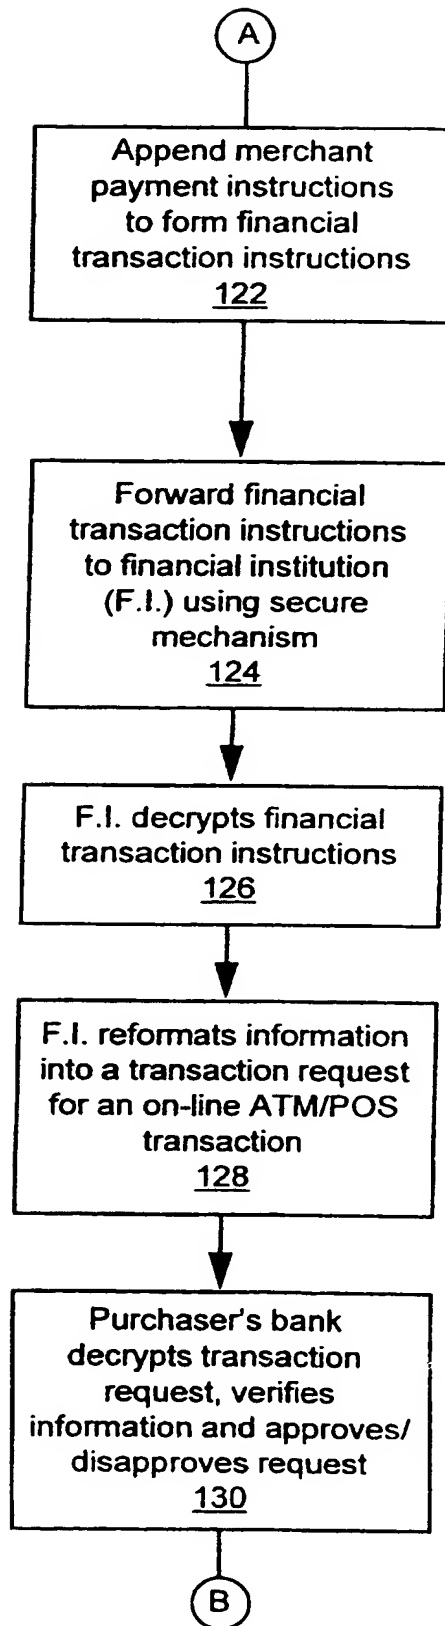 A
Append merchant
payment instructions
to form financial
transaction instructions
122
Forward financial
transaction instructions
to financial institution
(F.I.) using secure
mechanism
124
F.I. decrypts financial
transaction instructions
126
F.I. reformats information
into a transaction request
for an on-line ATM/POS
transaction
128
Purchaser's bank
decrypts transaction
request, verifies
information and approves/
disapproves request
130
B